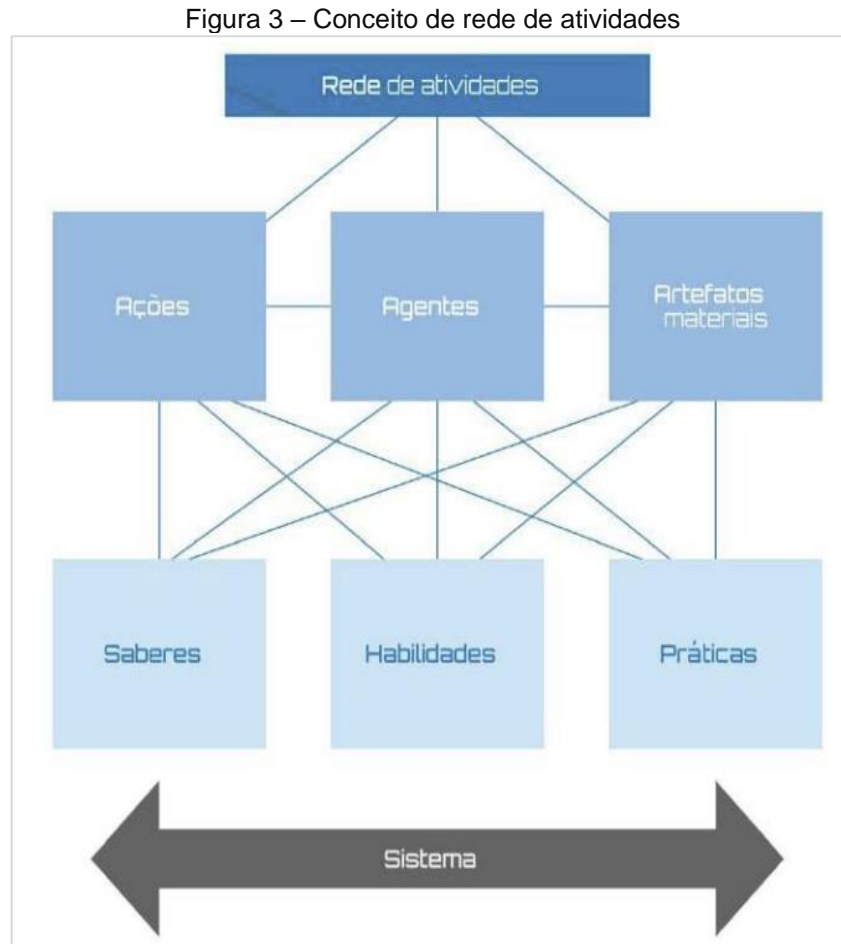 Figura 3 – Conceito de rede de atividades
Rede de atividades
Ações
Agentes
Artefatos
materiais
Saberes
Habilidades
Práticas
Sistema